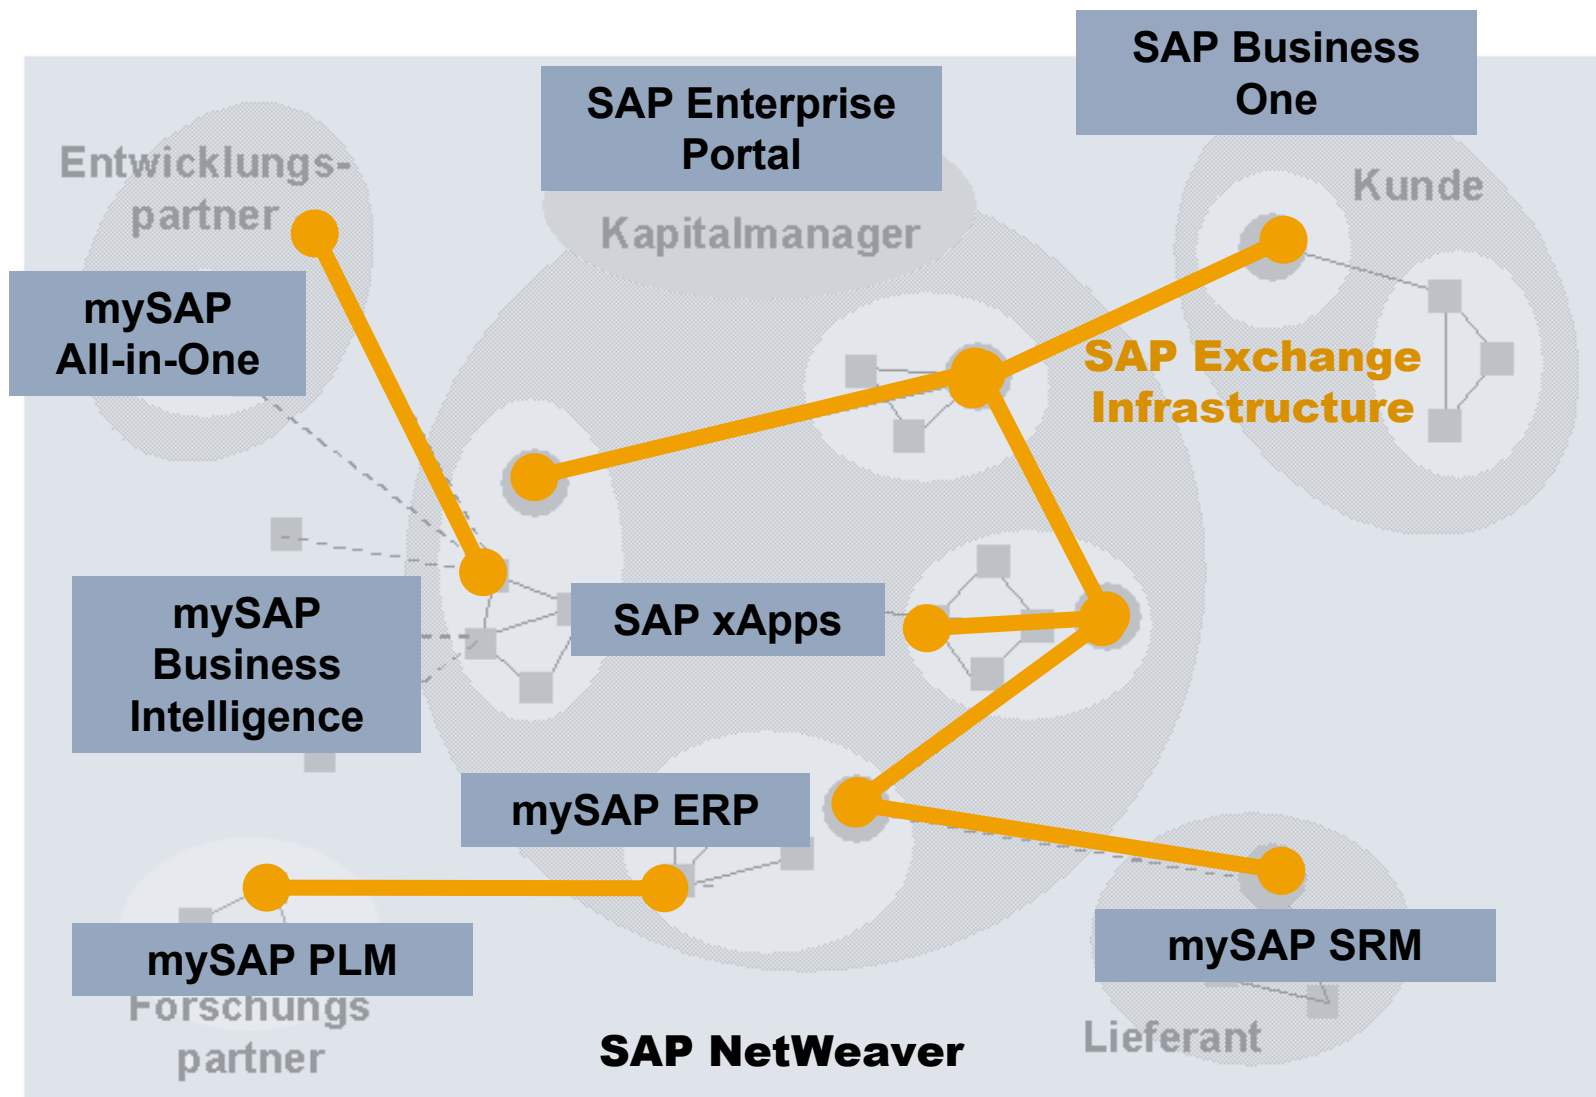 SAP Business
One
SAP Enterprise
Portal
Entwicklungs-
partner
Kunde
Kapitalmanager
mySAP
All-in-One
SAP Exchange
Infrastructure
mySAP
Business
Intelligence
SAP xApps
mySAP ERP
mySAP PLM
mySAP SRM
Forschungs
partner
SAP NetWeaver
Lieferant